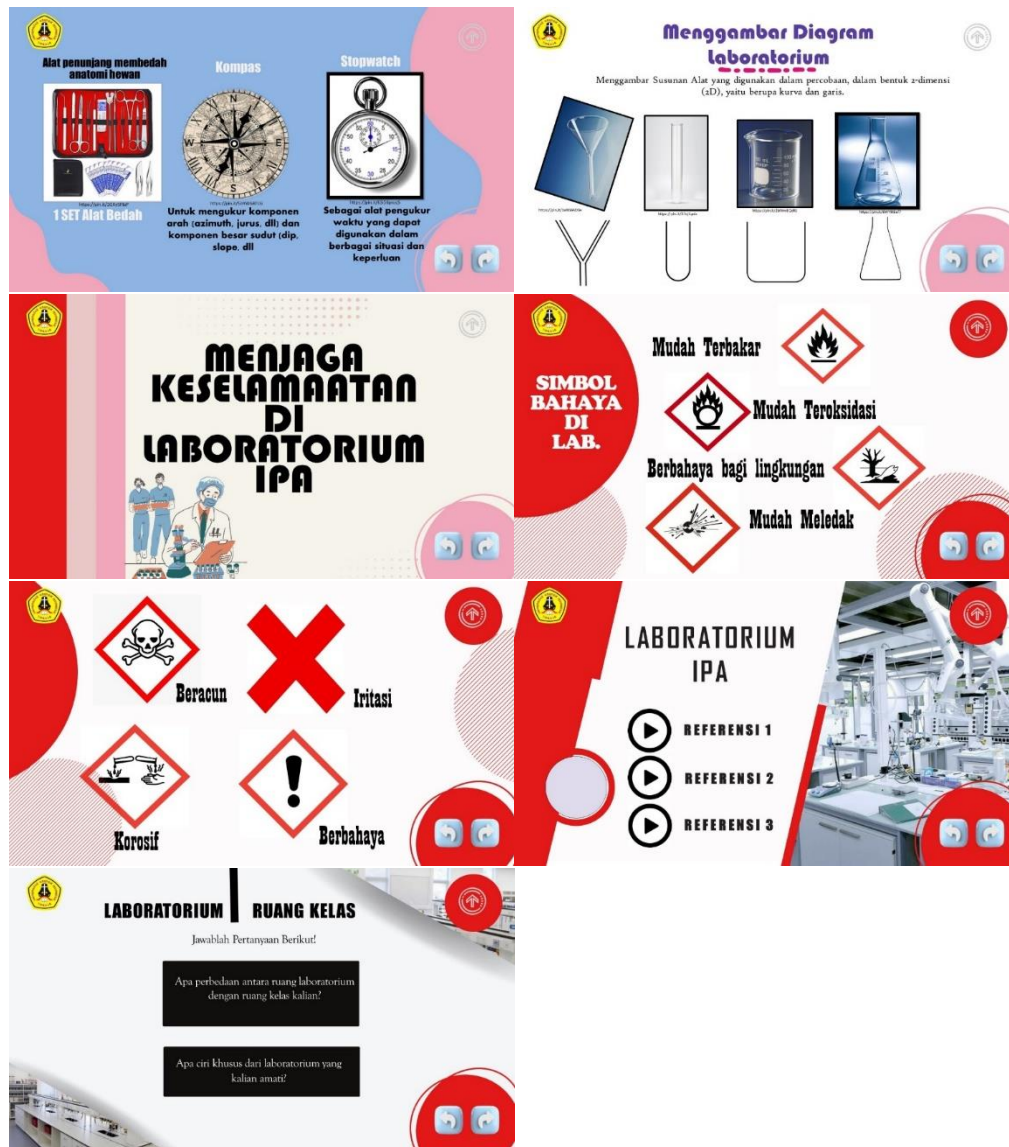 Alat penunjang membedah
anatomi hewan
1 SET Alat Bedah
Kompas
Untuk mengukur komponen
arah (azimuth, jurus, dll) dan
komponen besar sudut (dip,
slope, dll
Stopwatch
Sebagai alat pengukur
waktu yang dapat
digunakan dalam
berbagai situasi dan
keperluan
Menggambar Diagram
Laboratorium
Menggambar Susunan Alat yang digunakan dalam percobaan, dalam bentuk 2-dimensi
(2D), yaitu berupa kurva dan garis.
MENJAGA
KESELAMAATAN
DI
LABORATORIUM
IPA
SIMBOL
BAHAYA
DI
LAB.
Mudah Terbakar
Mudah Teroksidasi
Berbahaya bagi lingkungan
Mudah Meledak
Beracun
Iritasi
Korosif
Berbahaya
LABORATORIUM
IPA
REFERENSI 1
REFERENSI 2
REFERENSI 3
LABORATORIUM
RUANG KELAS
Jawablah Pertanyaan Berikut!
Apa perbedaan antara ruang laboratorium
dengan ruang kelas kalian?
Apa ciri khusus dari laboratorium yang
kalian amati?